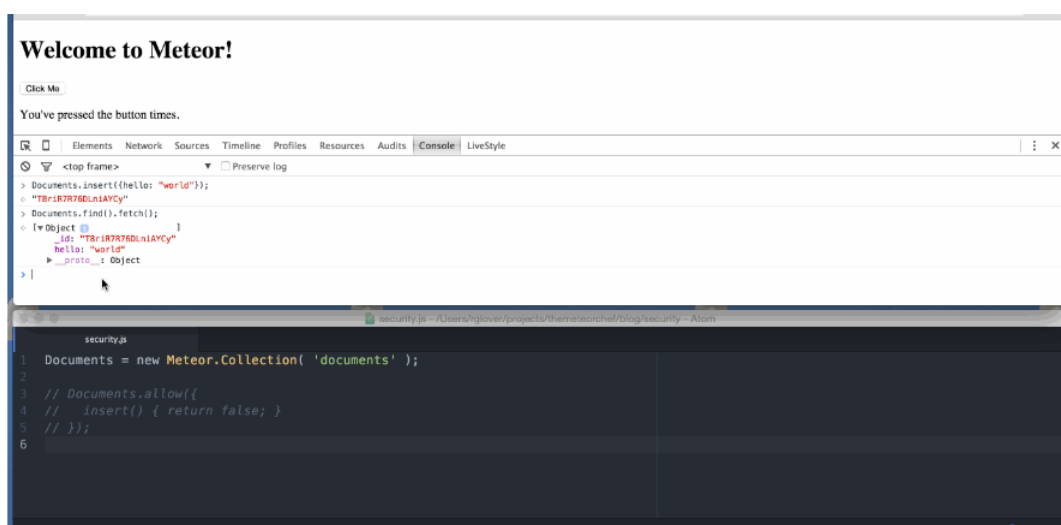 Welcome to Meteor!
Click Me
You've pressed the button times.
Elements Network Sources Timeline Profiles Resources Audits Console LiveStyle
<top frame> ▼ Preserve log
> Documents.insert({hello: "world"});
"T8riR7R76DLniAYCy"
> Documents.find().fetch();
[▼Object ]
_id: "T8riR7R76DLniAYCy"
hello: "world"
▶ __proto__: Object
>
security.js - /Users/rglover/projects/themeteorchef/blog/security - Atom
security.js
1 Documents = new Meteor.Collection( 'documents' );
2
3 // Documents.allow({
4 //   insert() { return false; }
5 // });
6